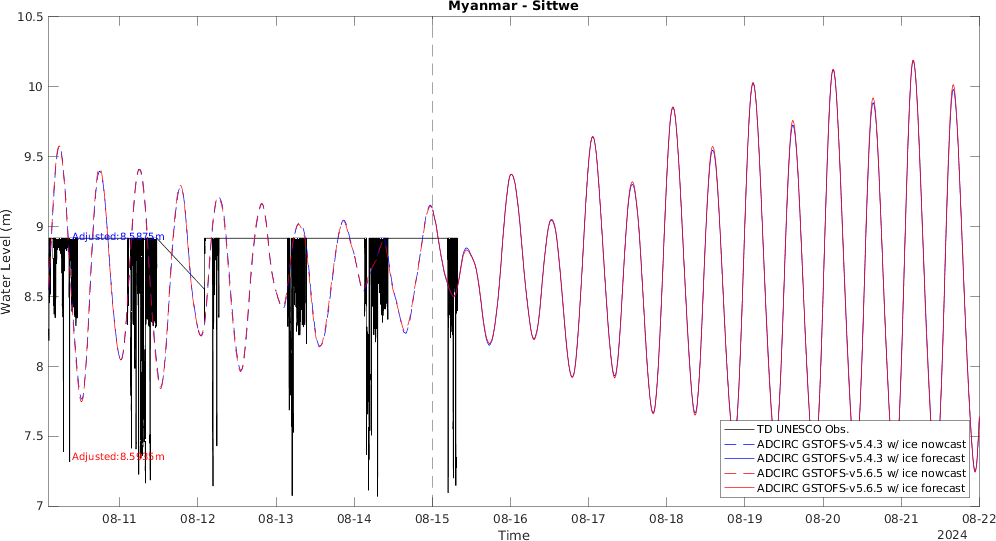 Myanmar - Sittwe
10.5
10
9.5
9
8.5
8
7.5
7
Water Level (m)
Adjusted:8.5875m
Adjusted:8.5935m
TD UNESCO Obs.
ADCIRC GSTOFS-v5.4.3 w/ ice nowcast
ADCIRC GSTOFS-v5.4.3 w/ ice forecast
ADCIRC GSTOFS-v5.6.5 w/ ice nowcast
ADCIRC GSTOFS-v5.6.5 w/ ice forecast
08-11 08-12 08-13 08-14 08-15 08-16 08-17 08-18 08-19 08-20 08-21 08-22
Time
2024